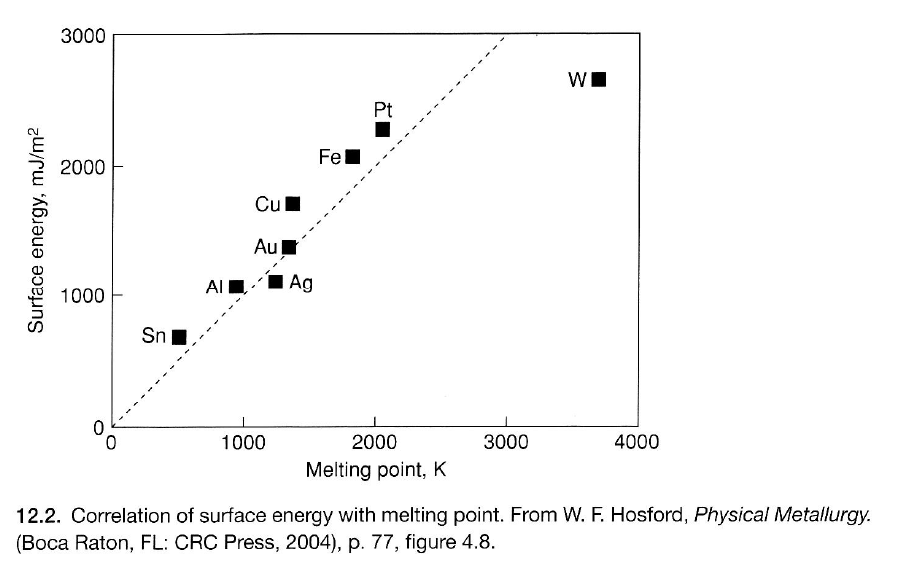 3000
W
Pt
Fe
2000
Cu
Au
Al
Ag
1000
Sn
0
0
1000
2000
3000
4000
Surface energy, mJ/m²
Melting point, K
12.2. Correlation of surface energy with melting point. From W. F. Hosford, Physical Metallurgy.
(Boca Raton, FL: CRC Press, 2004), p. 77, figure 4.8.